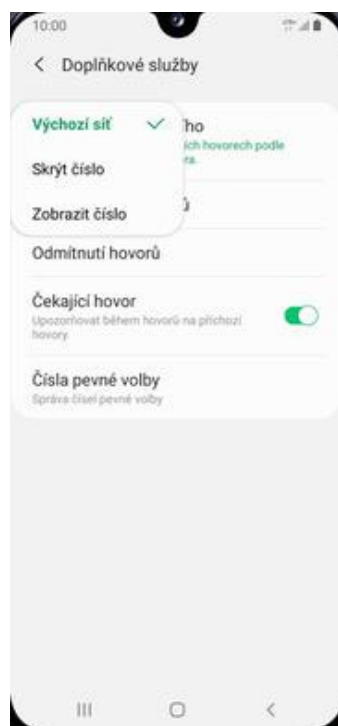 10:00
Doplňkové služby
Výchozí síť
ho
ích hovorech podle
ra.
Skrýt číslo
ů
Zobrazit číslo
Odmítnutí hovorů
Čekající hovor
Upozorňovat během hovorů na příchozí
hovory.
Čísla pevné volby
Správa čísel pevné volby